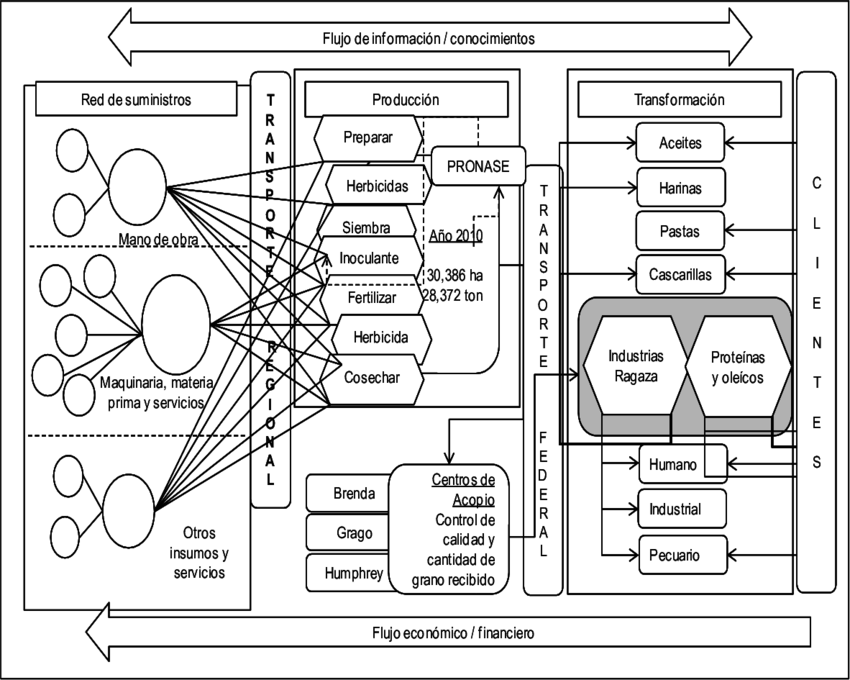 Flujo de información / conocimientos
Red de suministros
Mano de obra
Maquinaria, materia
prima y servicios
Otros
insumos y
servicios
TRANSPORTE REGIONAL
Producción
Preparar
Herbicidas
Siembra
Inoculante
Fertilizar
Herbicida
Cosechar
PRONASE
Año 2010
30,386 ha
28,372 ton
Brenda
Grago
Humphrey
Centros de
Acopio
Control de
calidad y
cantidad de
grano recibido
TRANSPORTE FEDERAL
Transformación
Aceites
Harinas
Pastas
Cascarillas
Industrias
Ragaza
Proteínas
y oleícos
Humano
Industrial
Pecuario
CLIENTES
Flujo económico / financiero